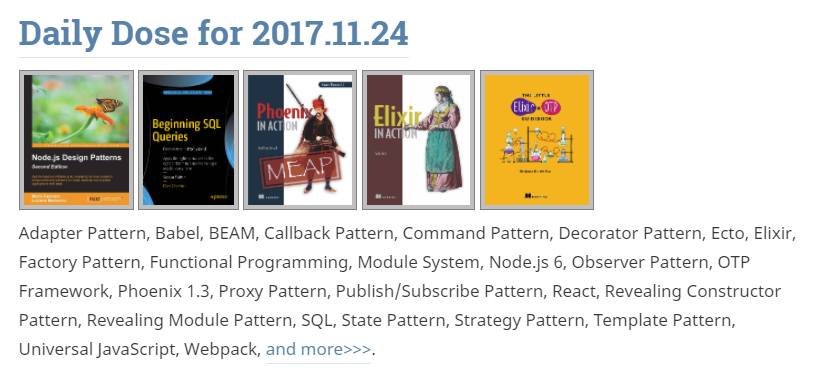 Daily Dose for 2017.11.24
Node.js Design Patterns
Second Edition
Beginning SQL
Queries
Phoenix
IN ACTION
MEAP
Elixir
IN ACTION
THE LITTLE
Elixir & OTP
GUIDEBOOK
Adapter Pattern, Babel, BEAM, Callback Pattern, Command Pattern, Decorator Pattern, Ecto, Elixir,
Factory Pattern, Functional Programming, Module System, Node.js 6, Observer Pattern, OTP
Framework, Phoenix 1.3, Proxy Pattern, Publish/Subscribe Pattern, React, Revealing Constructor
Pattern, Revealing Module Pattern, SQL, State Pattern, Strategy Pattern, Template Pattern,
Universal JavaScript, Webpack, and more>>>.